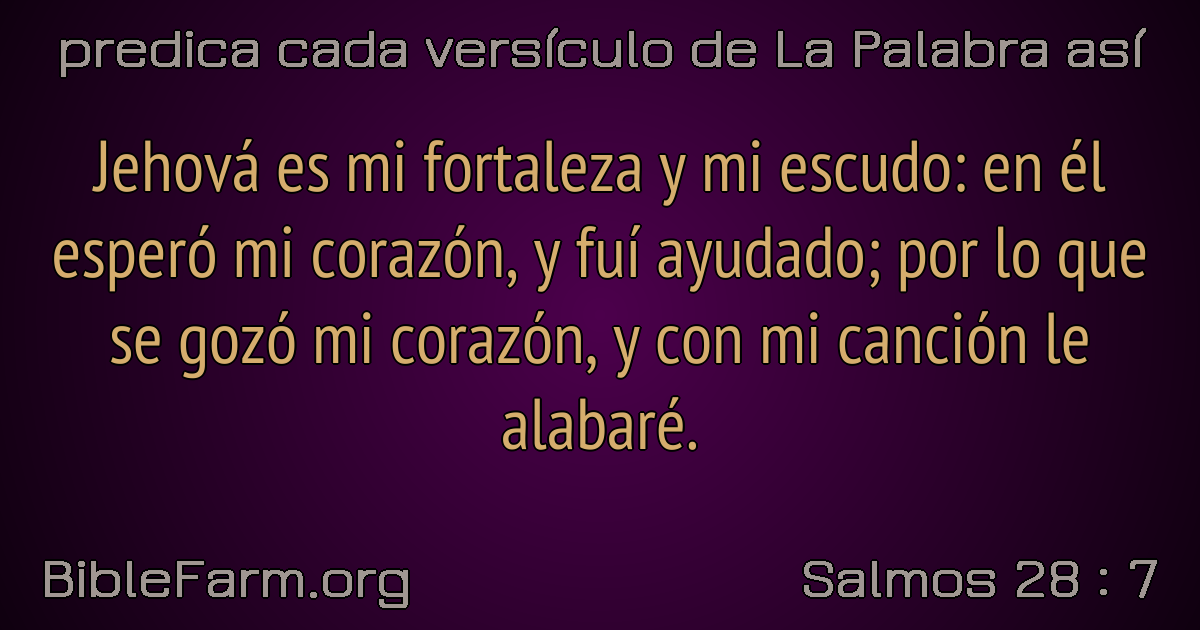 predica cada versículo de La Palabra así
Jehová es mi fortaleza y mi escudo: en él
esperó mi corazón, y fuí ayudado; por lo que
se gozó mi corazón, y con mi canción le
alabaré.
BibleFarm.org
Salmos 28 : 7